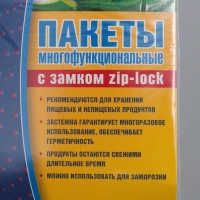 ПАКЕТЫ
многофункциональные
с замком zip-lock
РЕКОМЕНДУЮТСЯ ДЛЯ ХРАНЕНИЯ
ПИЩЕВЫХ И НЕПИЩЕВЫХ ПРОДУКТОВ
ЗАСТЕЖКА ГАРАНТИРУЕТ МНОГОРАЗОВОЕ
ИСПОЛЬЗОВАНИЕ, ОБЕСПЕЧИВАЕТ
ГЕРМЕТИЧНОСТЬ
ПРОДУКТЫ ОСТАЮТСЯ СВЕЖИМИ
ДЛИТЕЛЬНОЕ ВРЕМЯ
МОЖНО ИСПОЛЬЗОВАТЬ ДЛЯ ЗАМОРОЗКИ